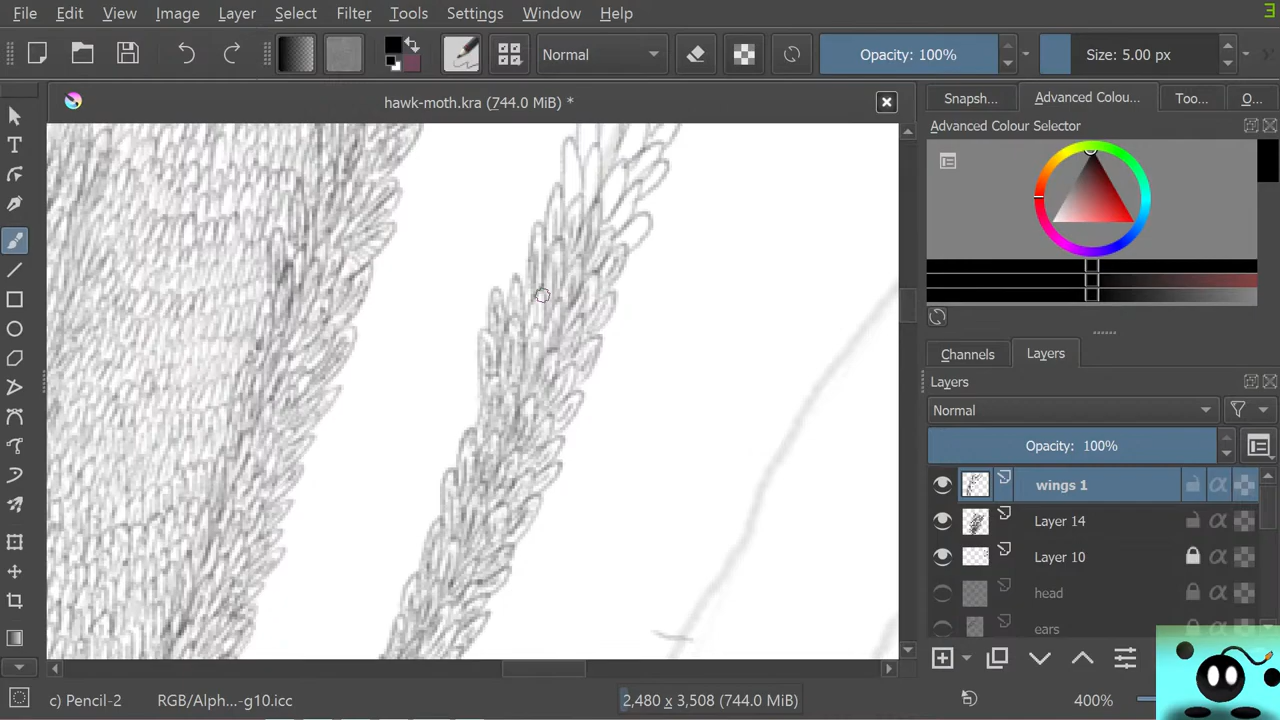 File Edit View Image Layer Select Filter Tools Settings Window Help
3
Normal Opacity: 100% Size: 5.00 px
hawk-moth.kra (744.0 MiB) *
Snapsh... Advanced Colou... Too... O...
Advanced Colour Selector
Channels Layers
Layers
Normal
Opacity: 100%
wings 1
Layer 14
Layer 10
head
ears
c) Pencil-2 RGB/Alph...-g10.icc 2,480 x 3,508 (744.0 MiB) 400%